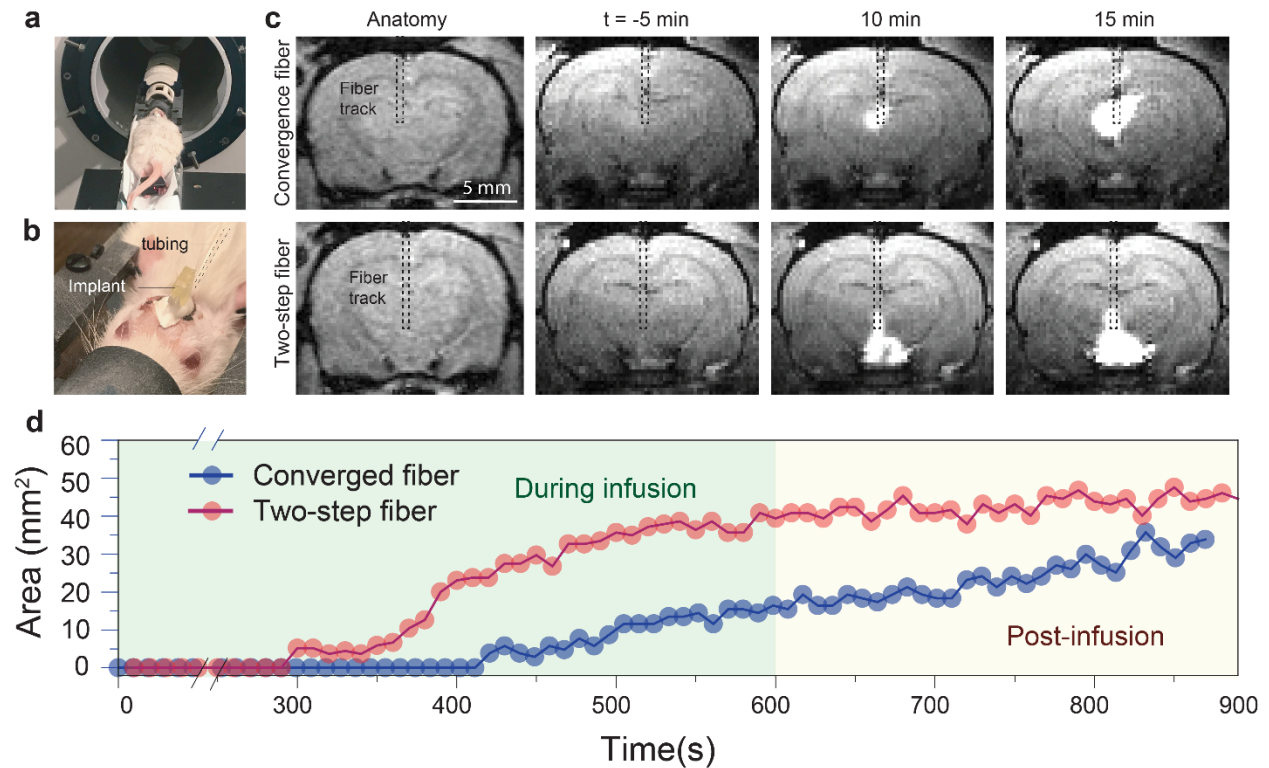 a
c
Anatomy
t = -5 min
10 min
15 min
Convergence fiber
Fiber
track
5 mm
b
tubing
Implant
Two-step fiber
Fiber
track
d
Area (mm²)
60
50
40
30
20
10
0
Converged fiber
Two-step fiber
During infusion
Post-infusion
0
300
400
500
600
700
800
900
Time(s)